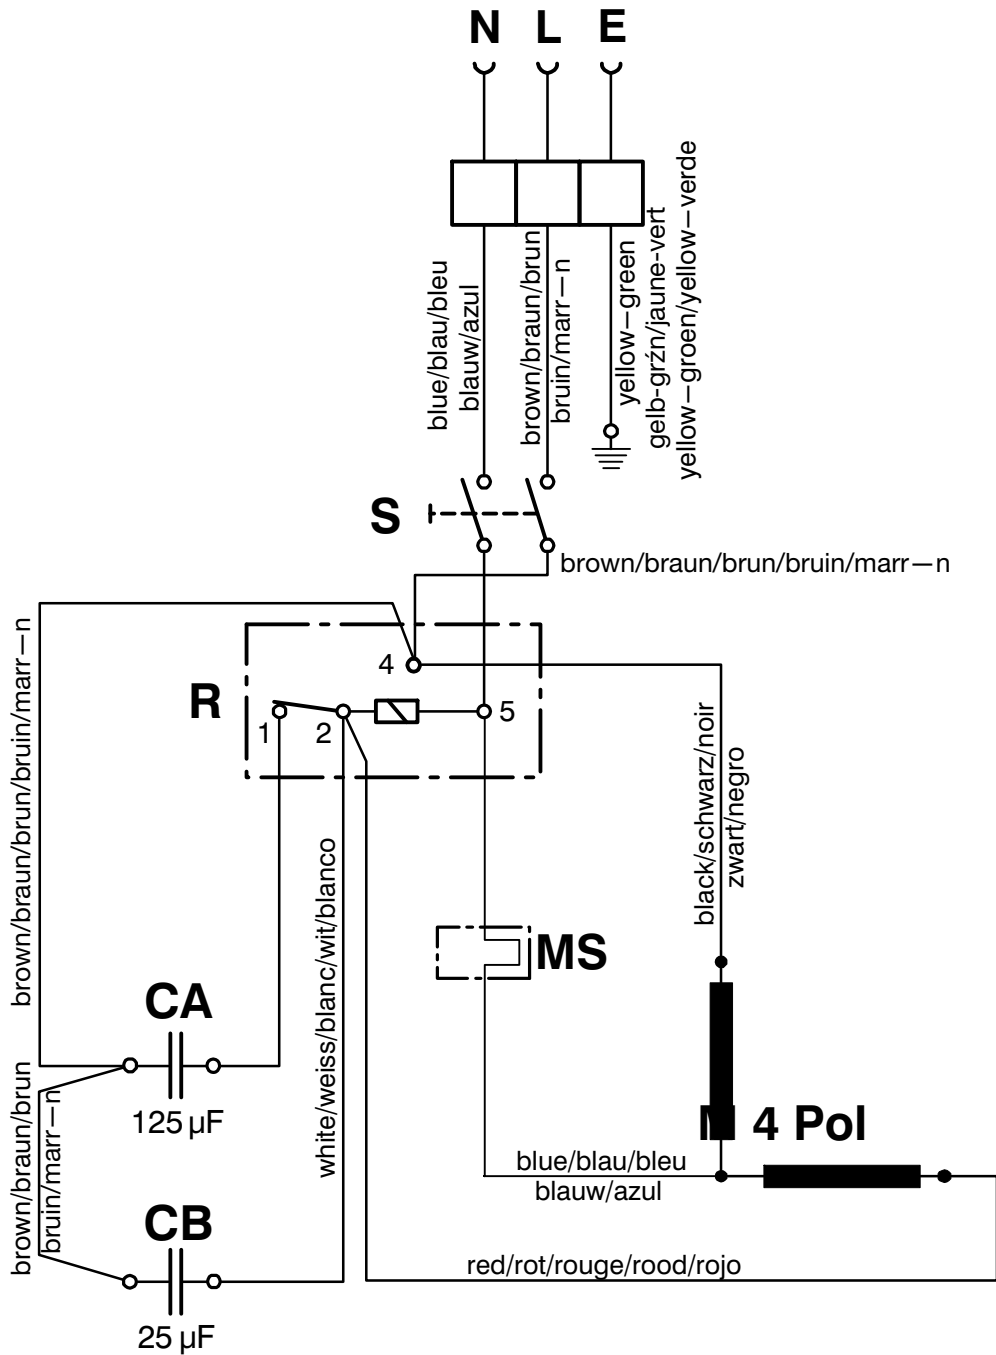 N L E
blue/blau/bleu
blauw/azul
brown/braun/brun
bruin/marr—n
yellow—green
gelb-grźn/jaune-vert
yellow—groen/yellow—verde
S
brown/braun/brun/bruin/marr—n
brown/braun/brun/bruin/marr—n
R
4
1
2
5
black/schwarz/noir
zwart/negro
white/weiss/blanc/wit/blanco
MS
CA
125 µF
brown/braun/brun
bruin/marr—n
M 4 Pol
blue/blau/bleu
blauw/azul
CB
25 µF
red/rot/rouge/rood/rojo